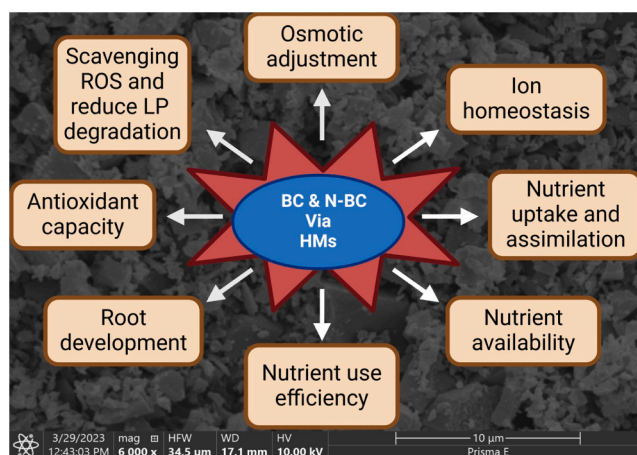 Osmotic
adjustment
Scavenging
ROS and
reduce LP
degradation
Ion
homeostasis
Antioxidant
capacity
BC & N-BC
Via
HMs
Nutrient
uptake and
assimilation
Root
development
Nutrient
availability
Nutrient use
efficiency
3/29/2023 mag HFW WD HV 10 µm
12:43:03 PM 6 000 x 34.5 µm 17.1 mm 10.00 kV Prisma E